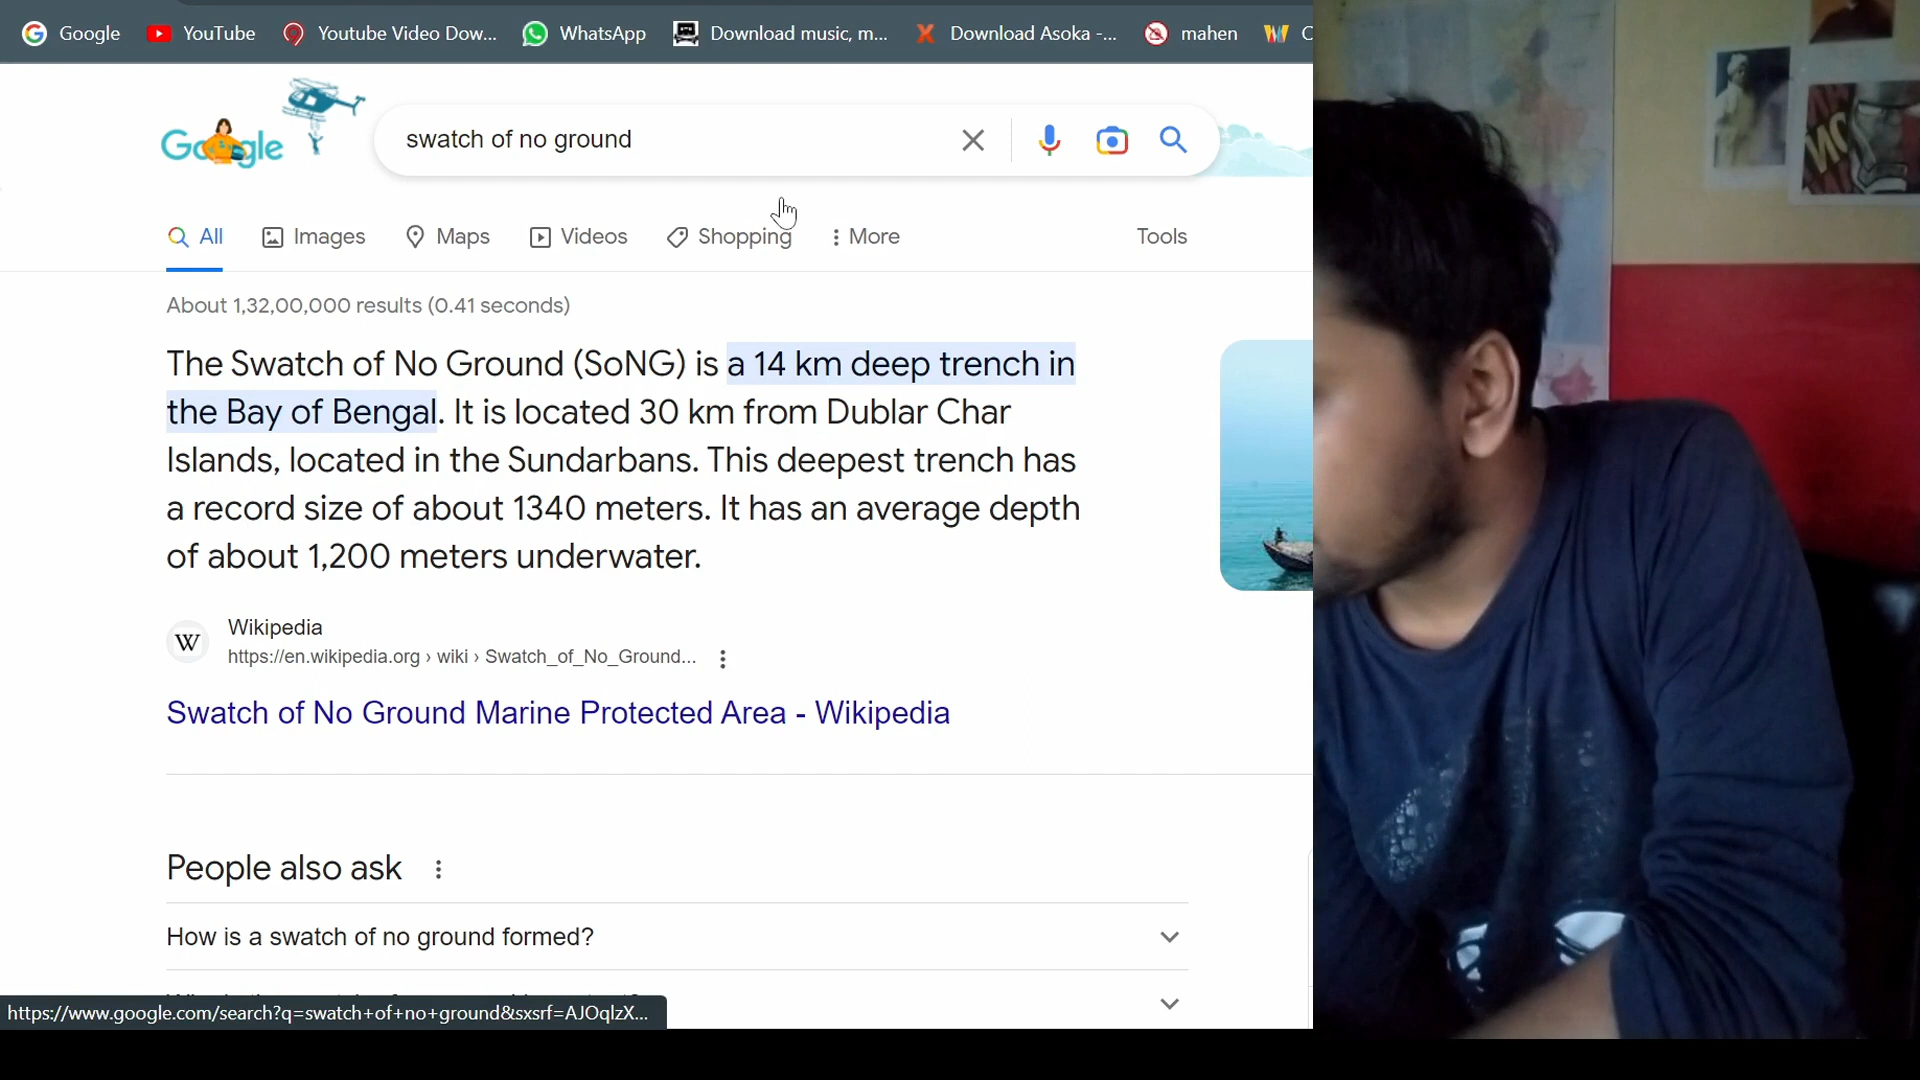 Google YouTube Youtube Video Dow... WhatsApp Download music, m... Download Asoka -... mahen C
Google
swatch of no ground
All Images Maps Videos Shopping More Tools
About 1,32,00,000 results (0.41 seconds)
The Swatch of No Ground (SoNG) is a 14 km deep trench in
the Bay of Bengal. It is located 30 km from Dublar Char
Islands, located in the Sundarbans. This deepest trench has
a record size of about 1340 meters. It has an average depth
of about 1,200 meters underwater.
W
Wikipedia
https://en.wikipedia.org › wiki › Swatch_of_No_Ground...
Swatch of No Ground Marine Protected Area - Wikipedia
People also ask
How is a swatch of no ground formed?
https://www.google.com/search?q=swatch+of+no+ground&sxsrf=AJOqlzX...
NO